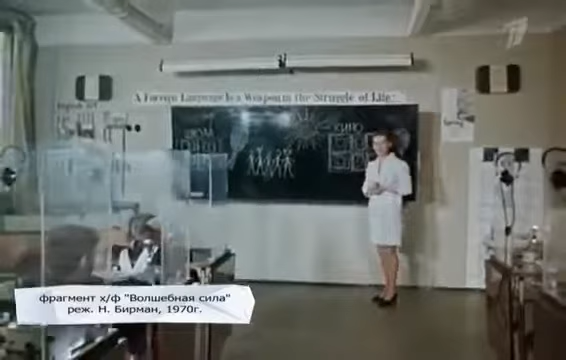 A Foreign Language Is a Weapon in the Struggle of Life
КИНО
фрагмент х/ф "Волшебная сила"
реж. Н. Бирман, 1970г.